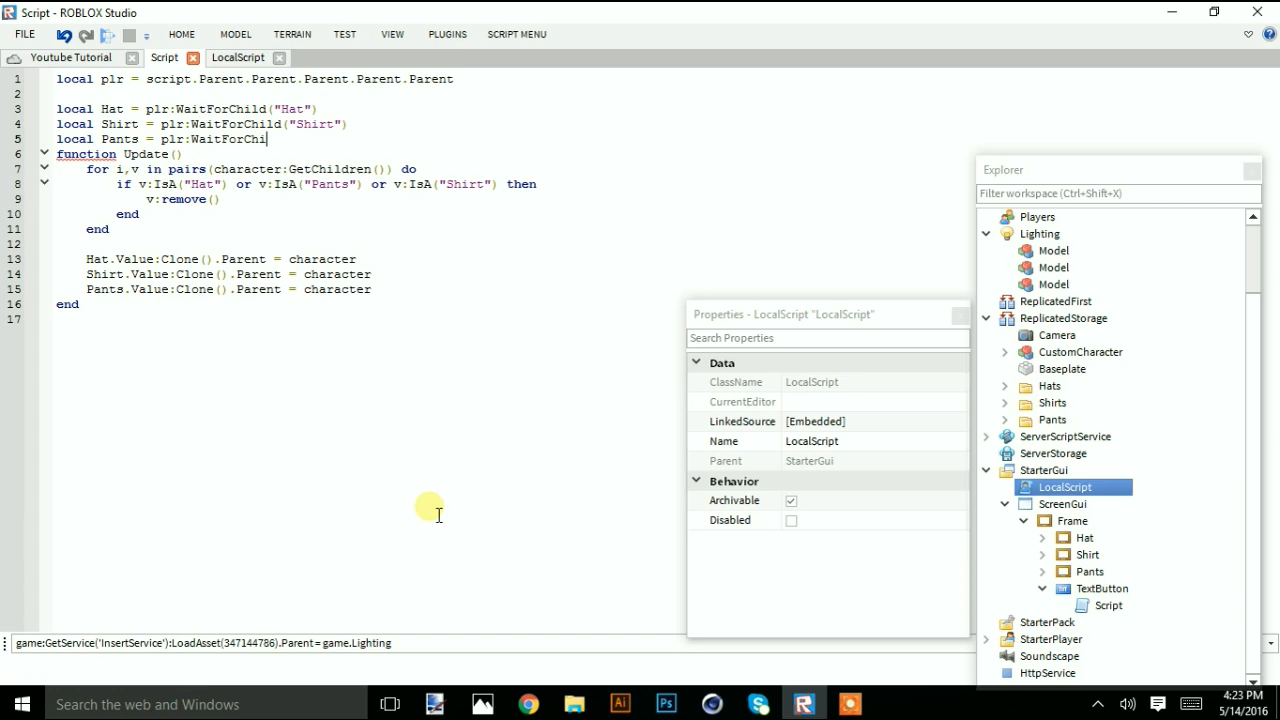 Script - ROBLOX Studio
FILE HOME MODEL TERRAIN TEST VIEW PLUGINS SCRIPT MENU
Youtube Tutorial Script LocalScript
1 local plr = script.Parent.Parent.Parent.Parent.Parent
2
3 local Hat = plr:WaitForChild("Hat")
4 local Shirt = plr:WaitForChild("Shirt")
5 local Pants = plr:WaitForChi
6 function Update()
7 for i,v in pairs(character:GetChildren()) do
8 if v:IsA("Hat") or v:IsA("Pants") or v:IsA("Shirt") then
9 v:remove()
10 end
11 end
12
13 Hat.Value:Clone().Parent = character
14 Shirt.Value:Clone().Parent = character
15 Pants.Value:Clone().Parent = character
16 end
17
Properties - LocalScript "LocalScript"
Search Properties
Data
ClassName LocalScript
CurrentEditor
LinkedSource [Embedded]
Name LocalScript
Parent StarterGui
Behavior
Archivable
Disabled
Explorer
Filter workspace (Ctrl+Shift+X)
Players
Lighting
Model
Model
Model
ReplicatedFirst
ReplicatedStorage
Camera
CustomCharacter
Baseplate
Hats
Shirts
Pants
ServerScriptService
ServerStorage
StarterGui
LocalScript
ScreenGui
Frame
Hat
Shirt
Pants
TextButton
Script
StarterPack
StarterPlayer
Soundscape
HttpService
game:GetService('InsertService'):LoadAsset(347144786).Parent = game.Lighting
Search the web and Windows
Ai
Ps
4:23 PM
5/14/2016